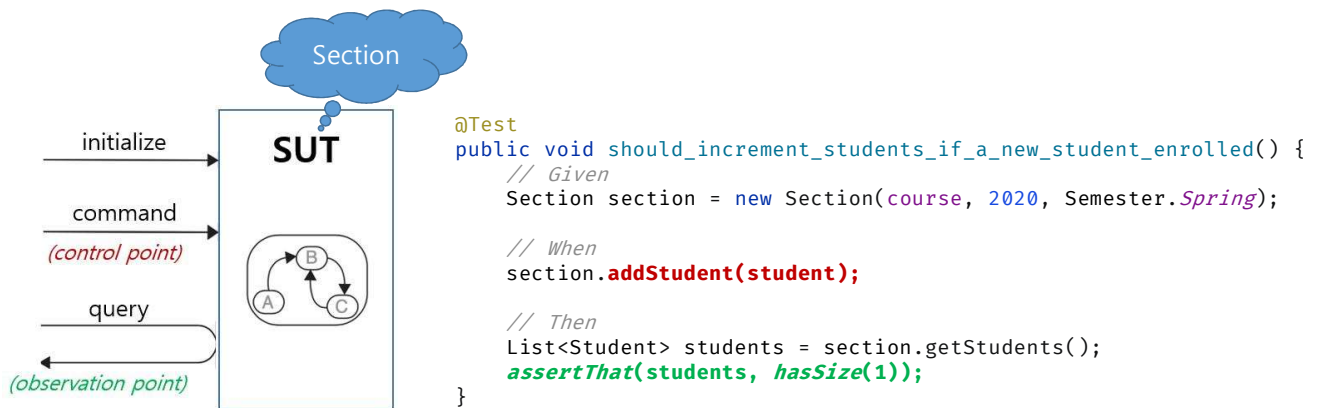 Section
SUT
initialize
command
(control point)
query
(observation point)
A
B
C
@Test
public void should_increment_students_if_a_new_student_enrolled() {
    // Given
    Section section = new Section(course, 2020, Semester.Spring);

    // When
    section.addStudent(student);

    // Then
    List<Student> students = section.getStudents();
    assertThat(students, hasSize(1));
}